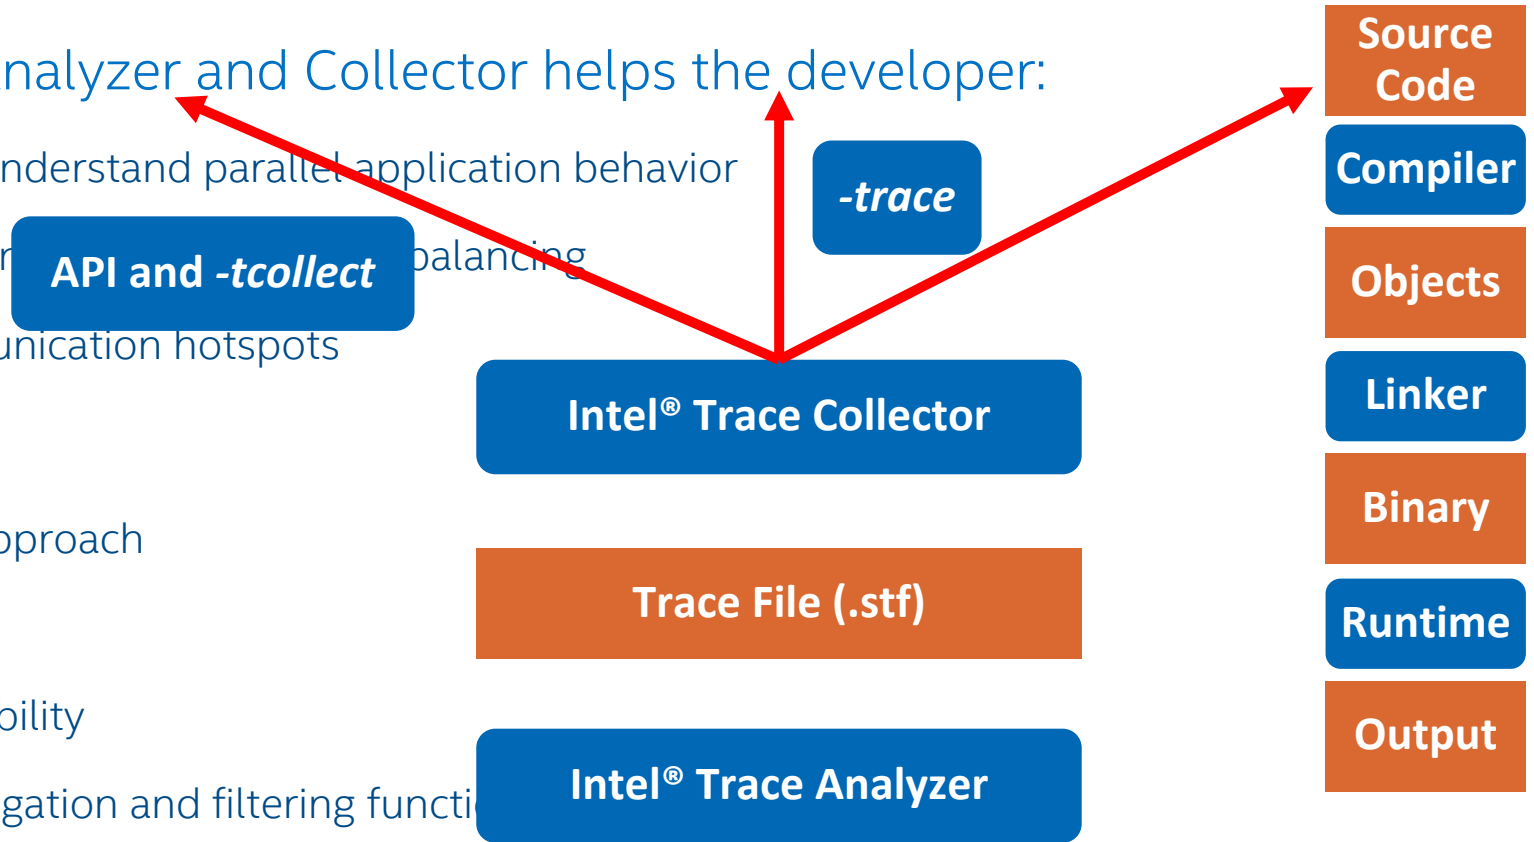 nalyzer and Collector helps the developer:
nderstand parallel application behavior
balancing
API and -tcollect
-trace
unication hotspots
Intel® Trace Collector
pproach
Trace File (.stf)
bility
gation and filtering functi
Intel® Trace Analyzer
Source
Code
Compiler
Objects
Linker
Binary
Runtime
Output